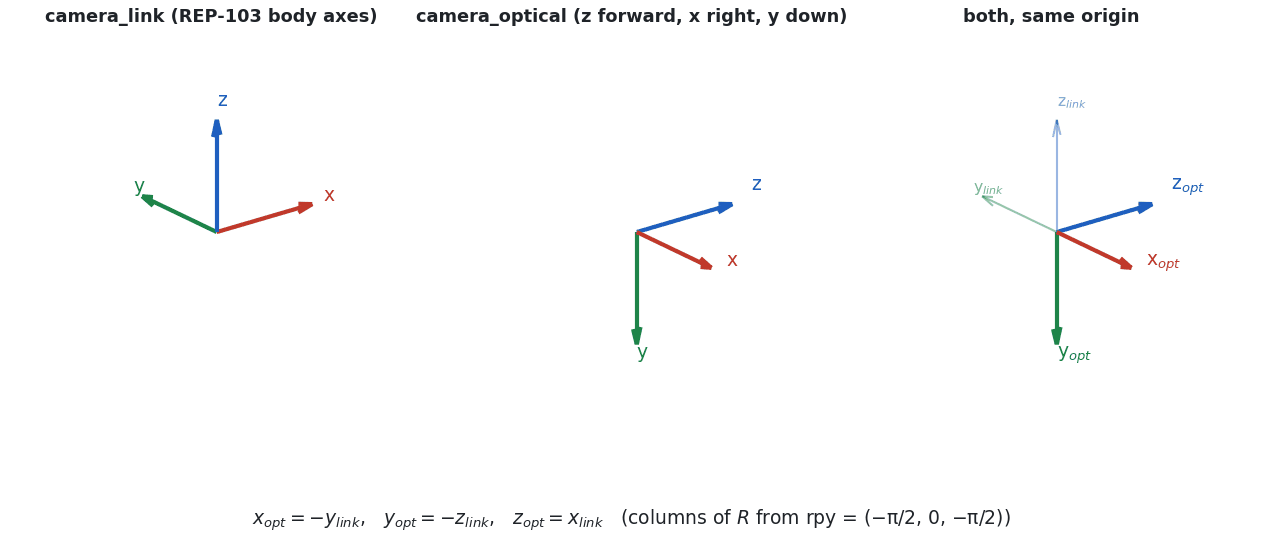 camera_link (REP-103 body axes)
camera_optical (z forward, x right, y down)
both, same origin
z
y
x
z
x
y
z_link
y_link
z_opt
x_opt
y_opt
x_opt = −y_link,   y_opt = −z_link,   z_opt = x_link   (columns of R from rpy = (−π/2, 0, −π/2))